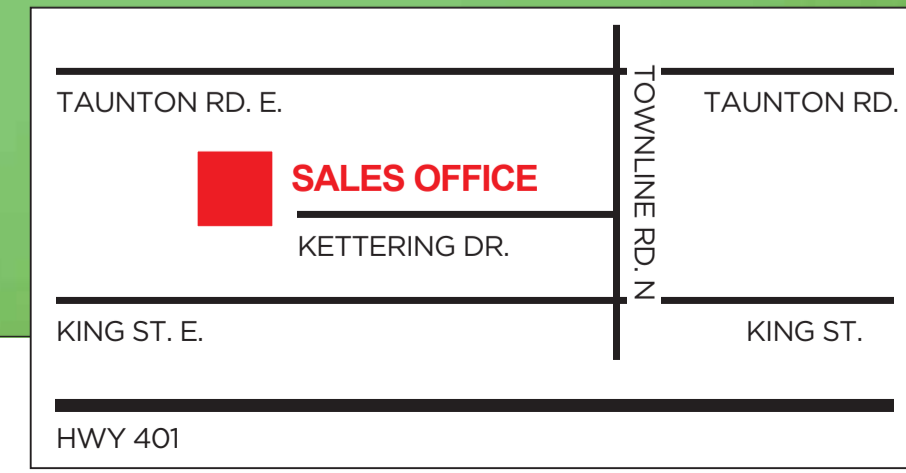 TAUNTON RD. E.
TOWNLINE RD. N
TAUNTON RD.
SALES OFFICE
KETTERING DR.
KING ST. E.
KING ST.
HWY 401